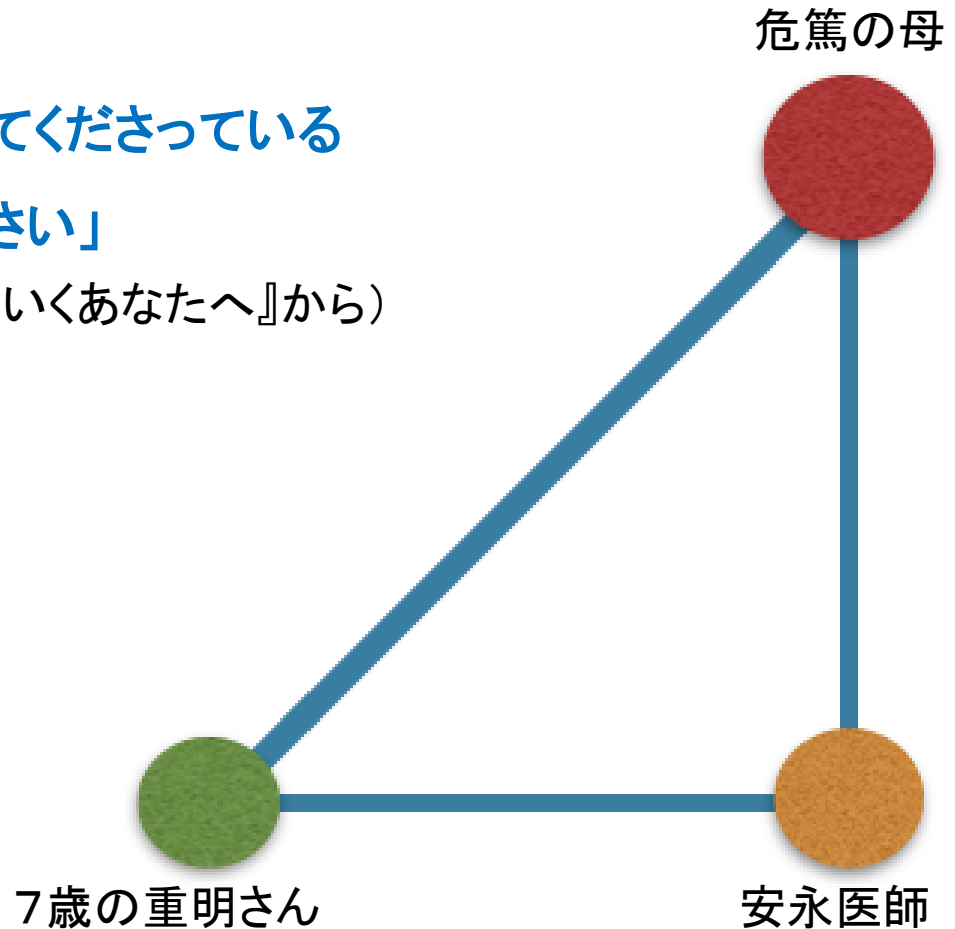 危篤の母
てくださっている
さい」
いくあなたへ』から）
７歳の重明さん
安永医師